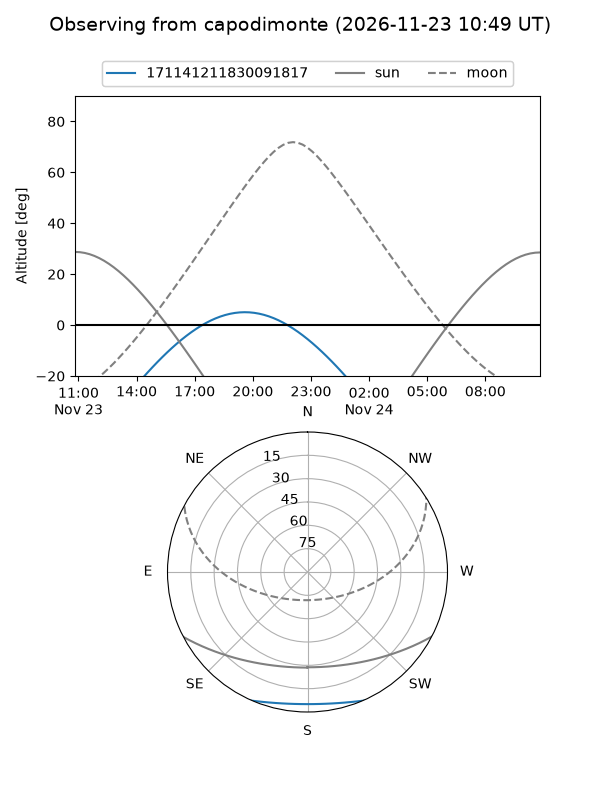 Observing from capodimonte (2026-11-23 10:49 UT)
171141211830091817 sun moon
Altitude [deg]
80
60
40
20
0
−20
11:00 14:00 17:00 20:00 23:00 02:00 05:00 08:00
Nov 23 Nov 24
N
NE NW
15
30
45
60
75
E W
SE SW
S